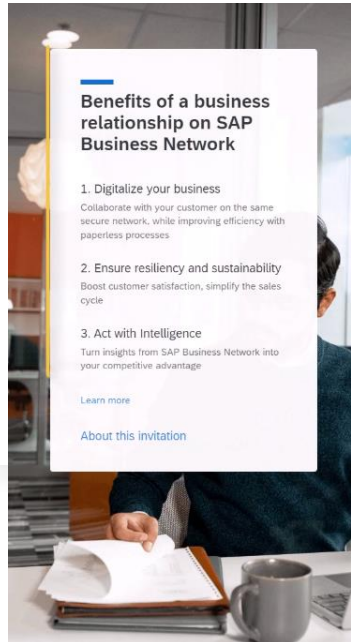 Benefits of a business
relationship on SAP
Business Network
1. Digitalize your business
Collaborate with your customer on the same
secure network, while improving efficiency with
paperless processes
2. Ensure resiliency and sustainability
Boost customer satisfaction, simplify the sales
cycle
3. Act with Intelligence
Turn insights from SAP Business Network into
your competitive advantage
Learn more
About this invitation